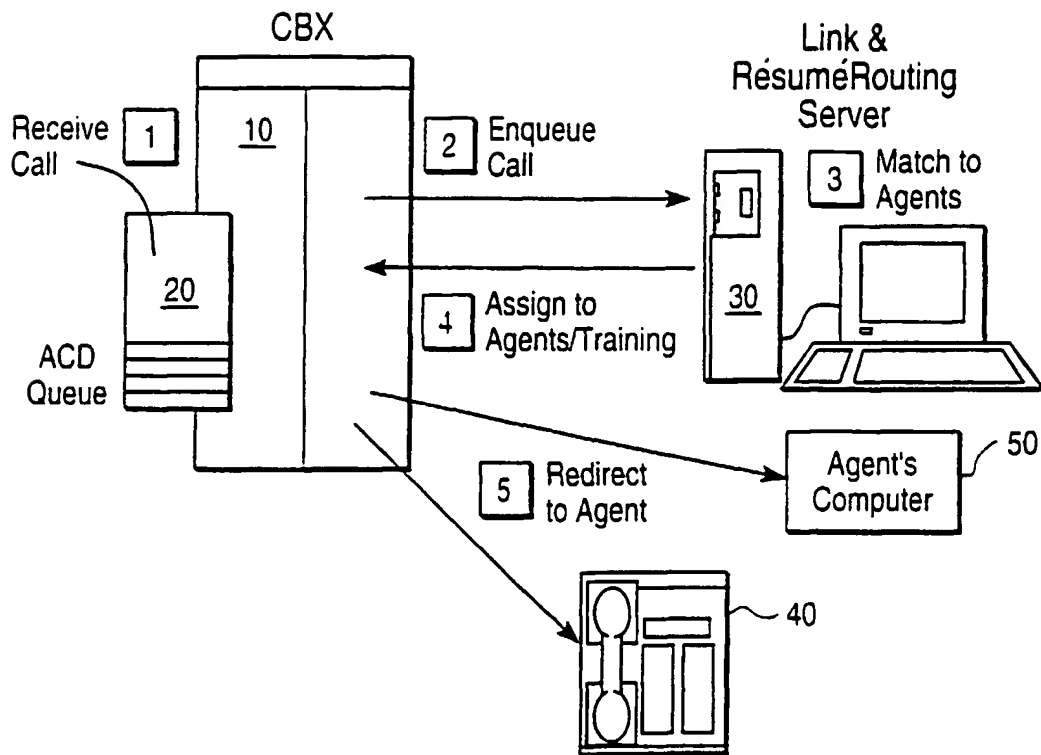 CBX
Link &
RésuméRouting
Server
Receive
Call
1
10
2
Enqueue
Call
3
Match to
Agents
20
30
4
Assign to
Agents/Training
ACD
Queue
5
Redirect
to Agent
Agent's
Computer
50
40